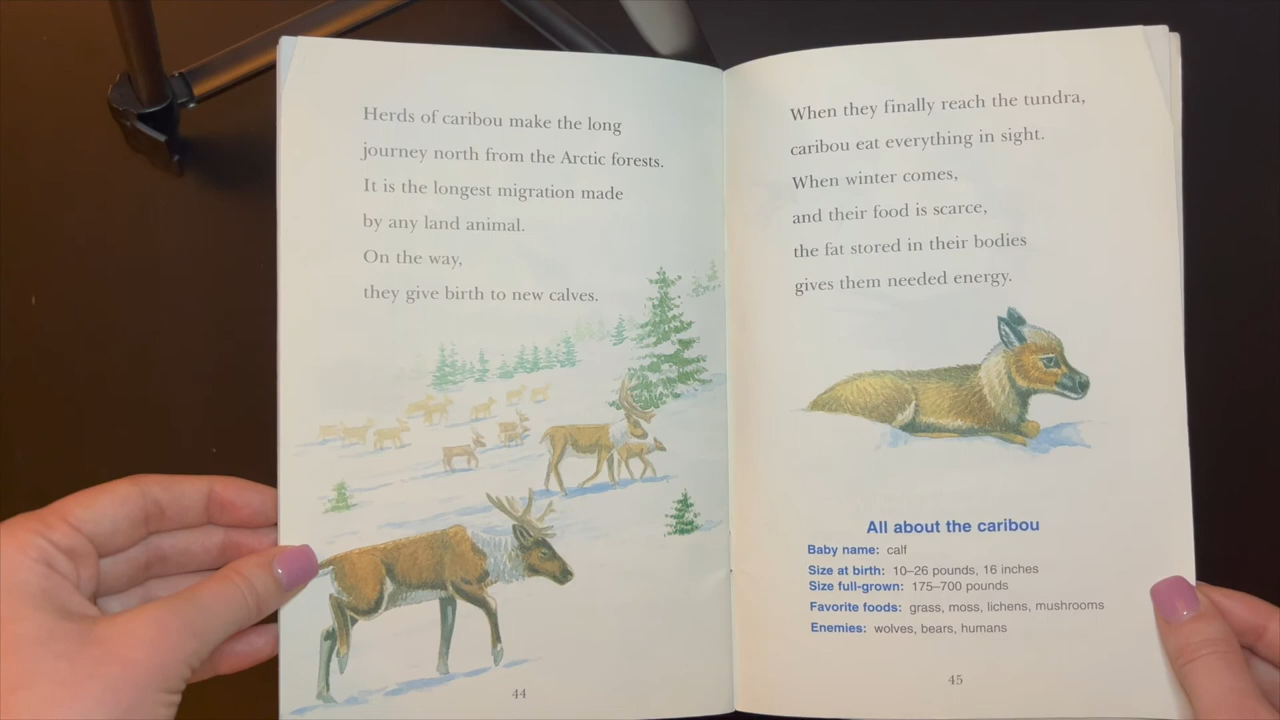 Herds of caribou make the long
journey north from the Arctic forests.
It is the longest migration made
by any land animal.
On the way,
they give birth to new calves.
44
When they finally reach the tundra,
caribou eat everything in sight.
When winter comes,
and their food is scarce,
the fat stored in their bodies
gives them needed energy.
All about the caribou
Baby name: calf
Size at birth: 10–26 pounds, 16 inches
Size full-grown: 175–700 pounds
Favorite foods: grass, moss, lichens, mushrooms
Enemies: wolves, bears, humans
45